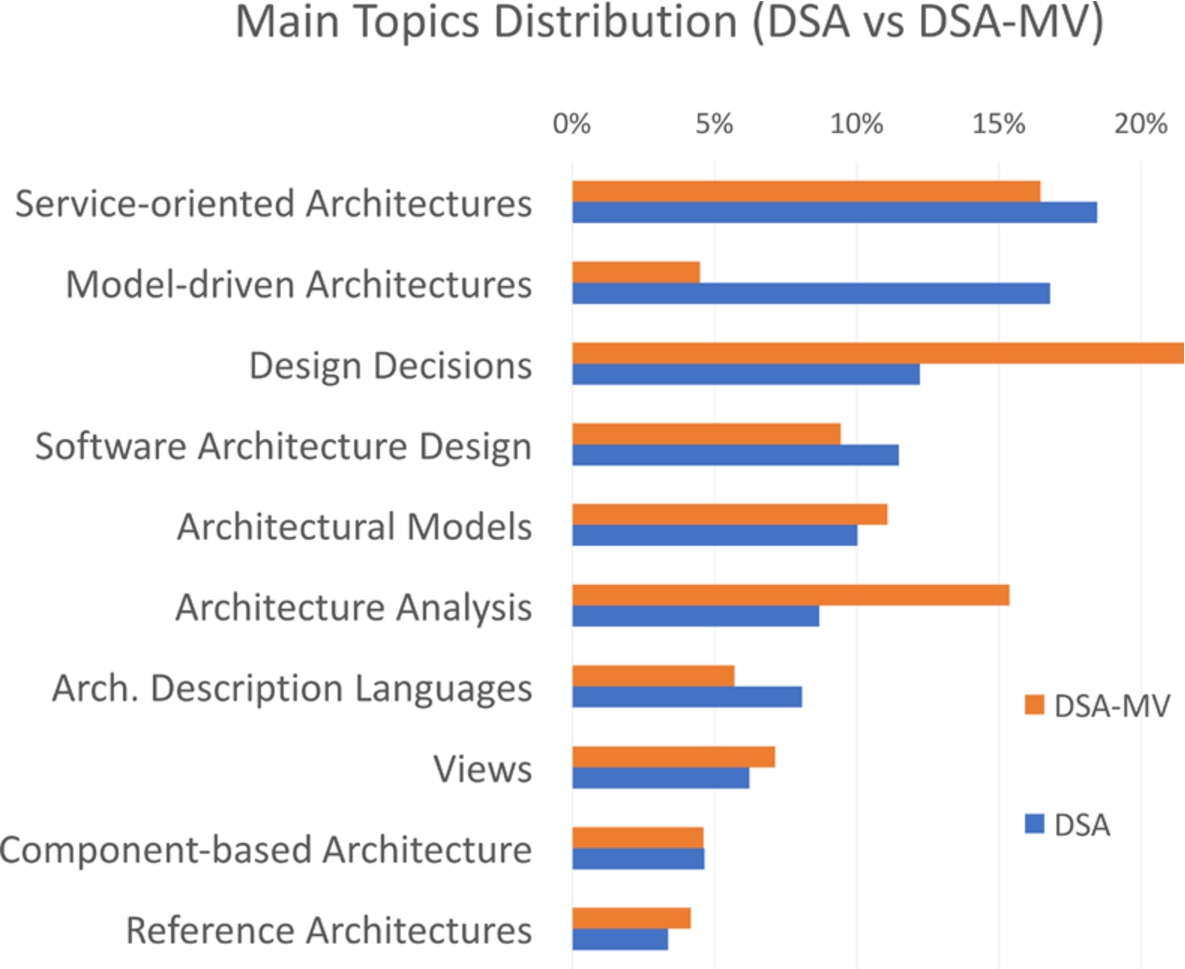 Main Topics Distribution (DSA vs DSA-MV)
0% 5% 10% 15% 20%
Service-oriented Architectures
Model-driven Architectures
Design Decisions
Software Architecture Design
Architectural Models
Architecture Analysis
Arch. Description Languages
DSA-MV
Views
DSA
Component-based Architecture
Reference Architectures